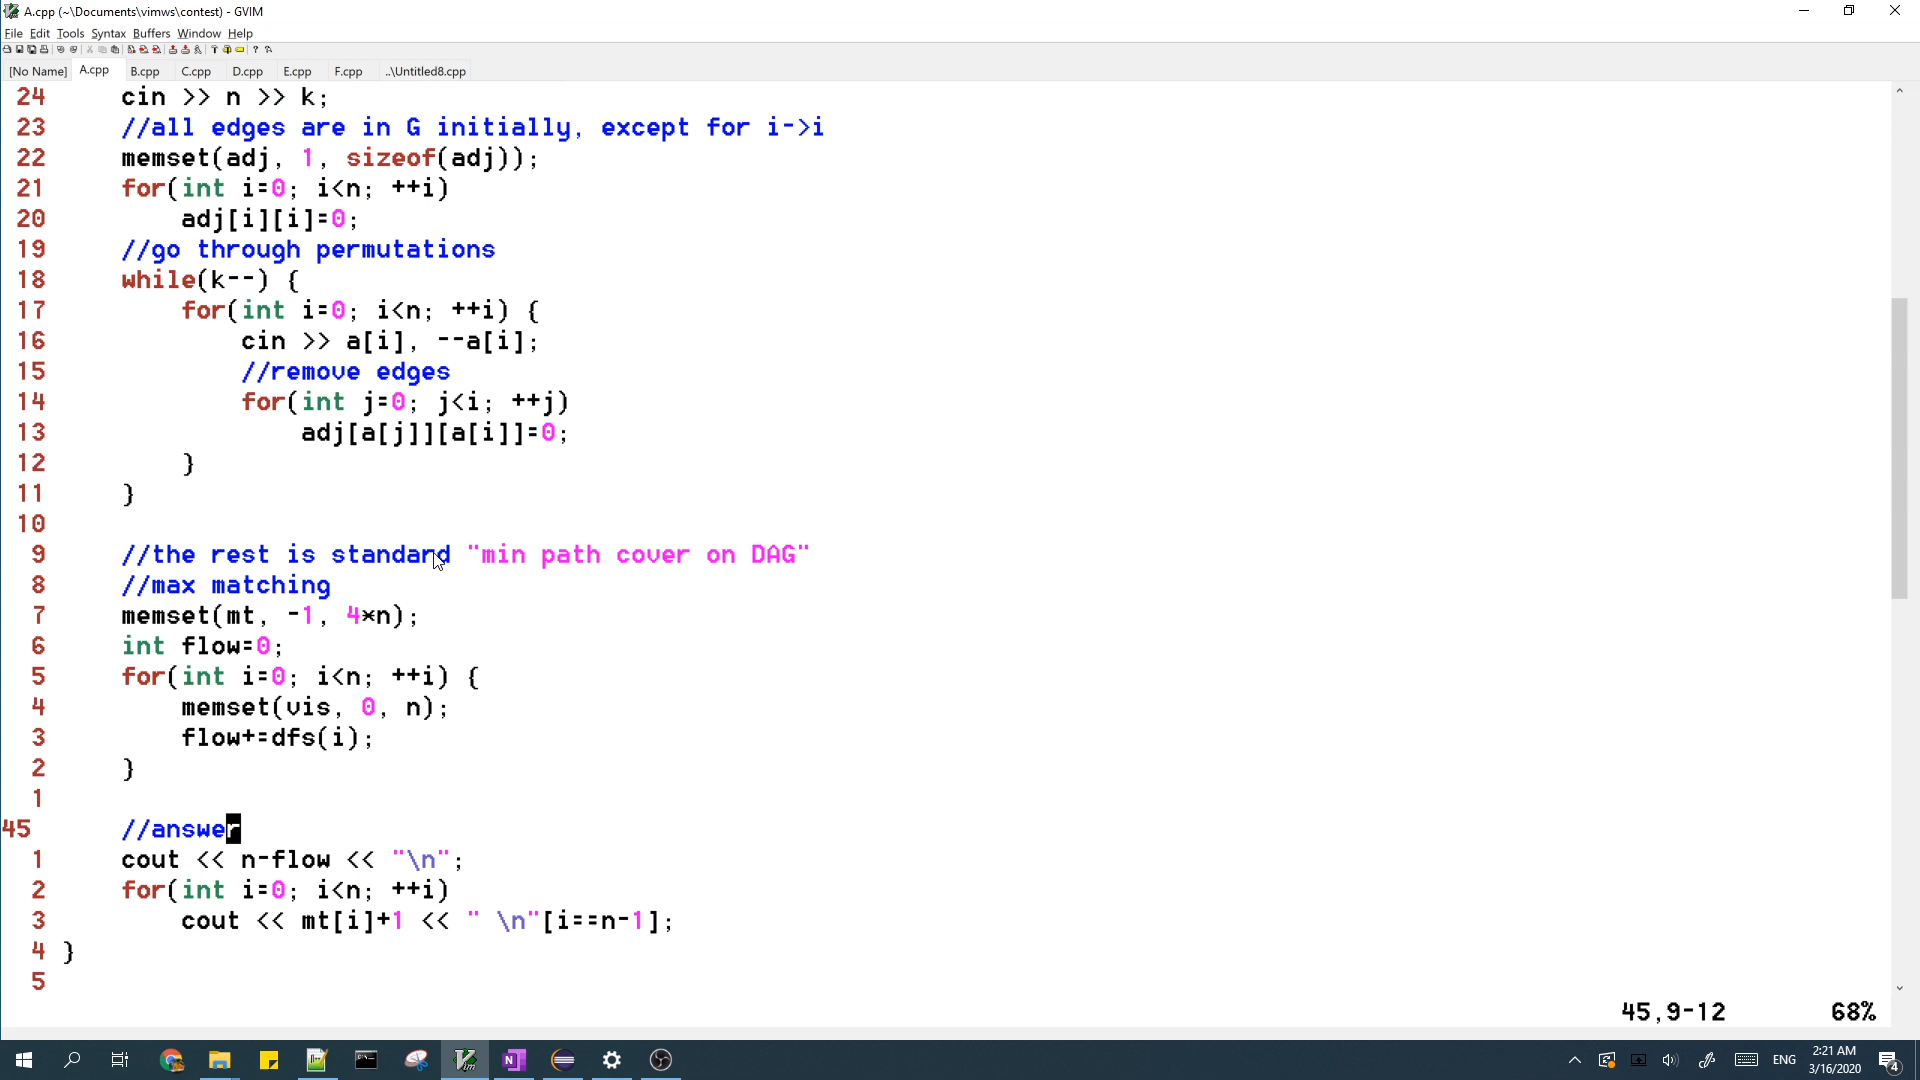 A.cpp (~\Documents\vimws\contest) - GVIM
File Edit Tools Syntax Buffers Window Help
[No Name] A.cpp B.cpp C.cpp D.cpp E.cpp F.cpp ..\Untitled8.cpp
24 cin >> n >> k;
23 //all edges are in G initially, except for i->i
22 memset(adj, 1, sizeof(adj));
21 for(int i=0; i<n; ++i)
20 adj[i][i]=0;
19 //go through permutations
18 while(k--) {
17 for(int i=0; i<n; ++i) {
16 cin >> a[i], --a[i];
15 //remove edges
14 for(int j=0; j<i; ++j)
13 adj[a[j]][a[i]]=0;
12 }
11 }
10
9 //the rest is standard "min path cover on DAG"
8 //max matching
7 memset(mt, -1, 4*n);
6 int flow=0;
5 for(int i=0; i<n; ++i) {
4 memset(vis, 0, n);
3 flow+=dfs(i);
2 }
1
45 //answer
1 cout << n-flow << "\n";
2 for(int i=0; i<n; ++i)
3 cout << mt[i]+1 << " \n"[i==n-1];
4 }
5
45,9-12 68%
ENG 2:21 AM
3/16/2020 4